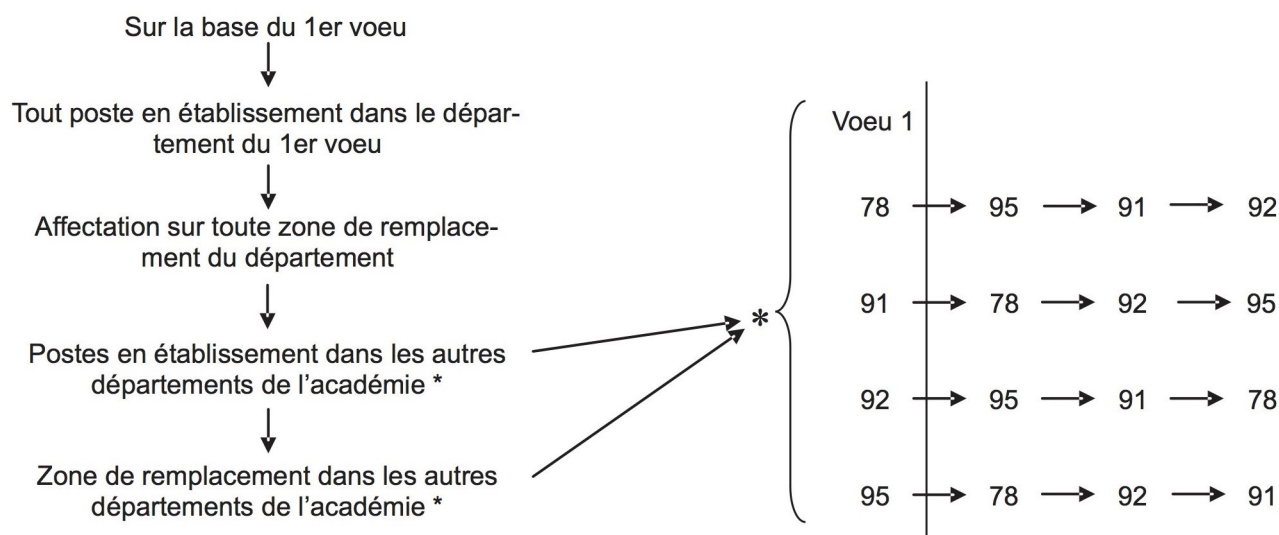 Sur la base du 1er voeu
Tout poste en établissement dans le dépar-
tement du 1er voeu
Affectation sur toute zone de remplace-
ment du département
Postes en établissement dans les autres
départements de l'académie *
Zone de remplacement dans les autres
départements de l'académie *
*
Voeu 1
78 95 91 92
91 78 92 95
92 95 91 78
95 78 92 91